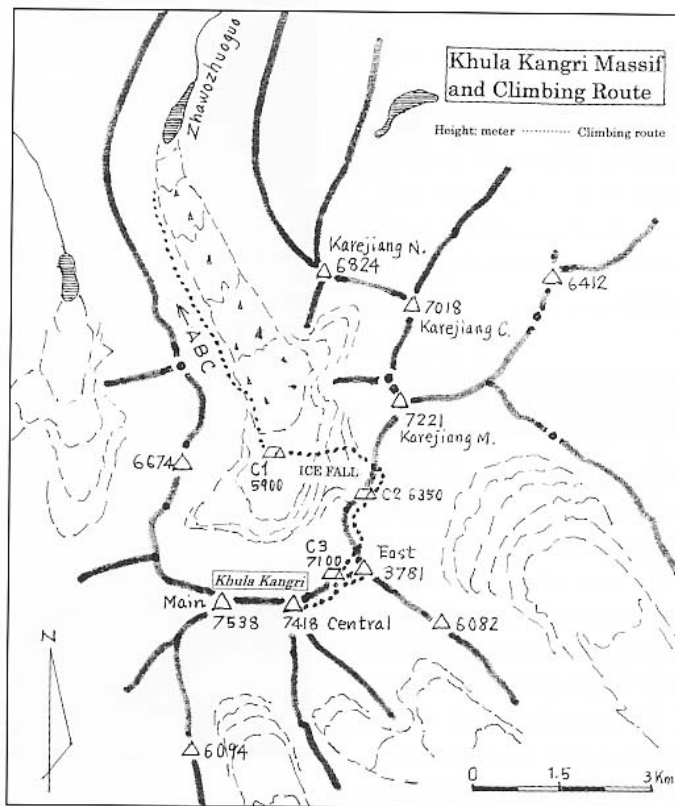 Khula Kangri Massif
and Climbing Route
Height: meter ............ Climbing route
Zhawozhuoguo
Karejiang N.
6824
6412
7018
Karejiang C.
← ABC
7221
Karejiang M.
6674
C1
5900
ICE FALL
C2 6350
C3
7100
East
3781
Khula Kangri
Main
7538
7418
Central
6082
6094
N
0 1.5 3 Km